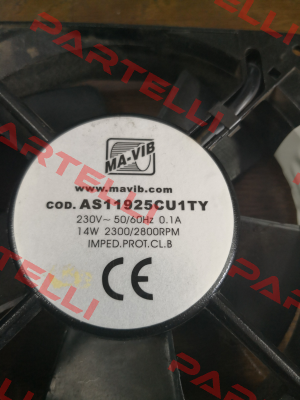 MA-VIB
www.mavib.com
COD. AS11925CU1TY
230V~ 50/60Hz 0.1A
14W 2300/2800RPM
IMPED.PROT.CL.B
CE
PARTELLI
PARTELLI
PARTELLI
PARTELLI
PARTELLI